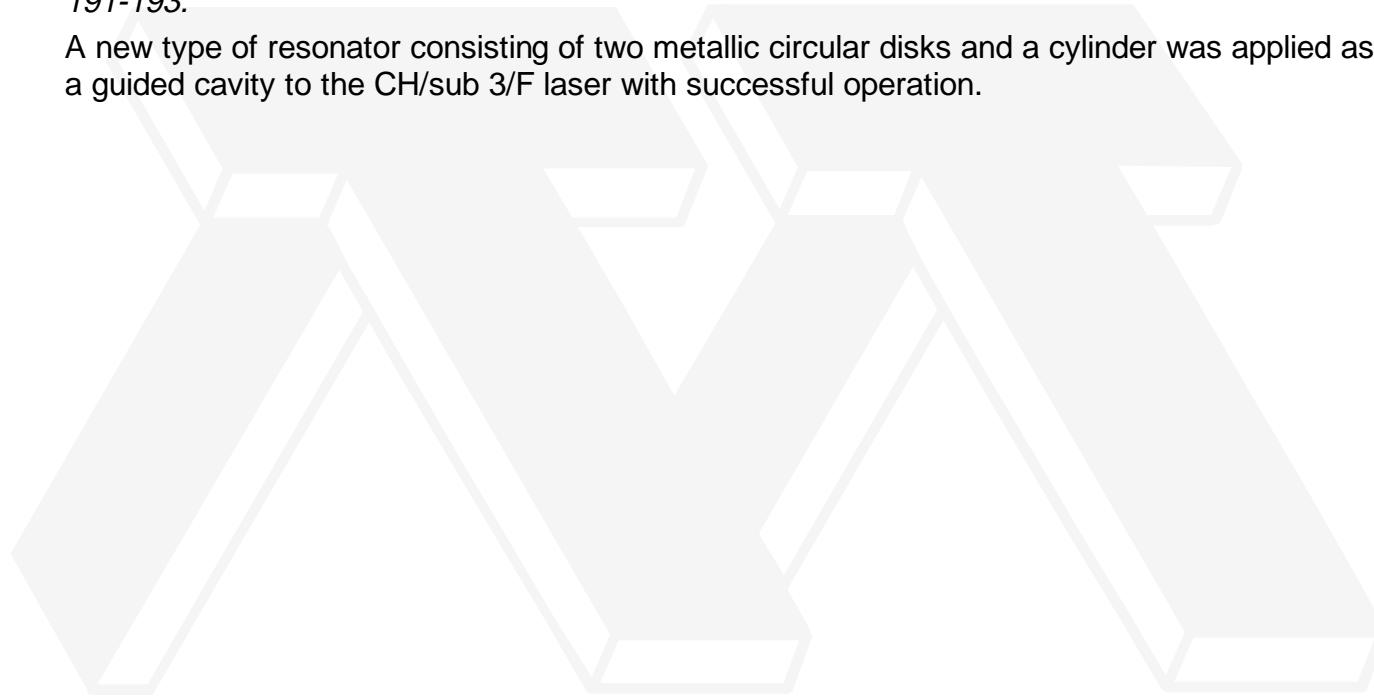 191-193.
A new type of resonator consisting of two metallic circular disks and a cylinder was applied as
a guided cavity to the CH/sub 3/F laser with successful operation.